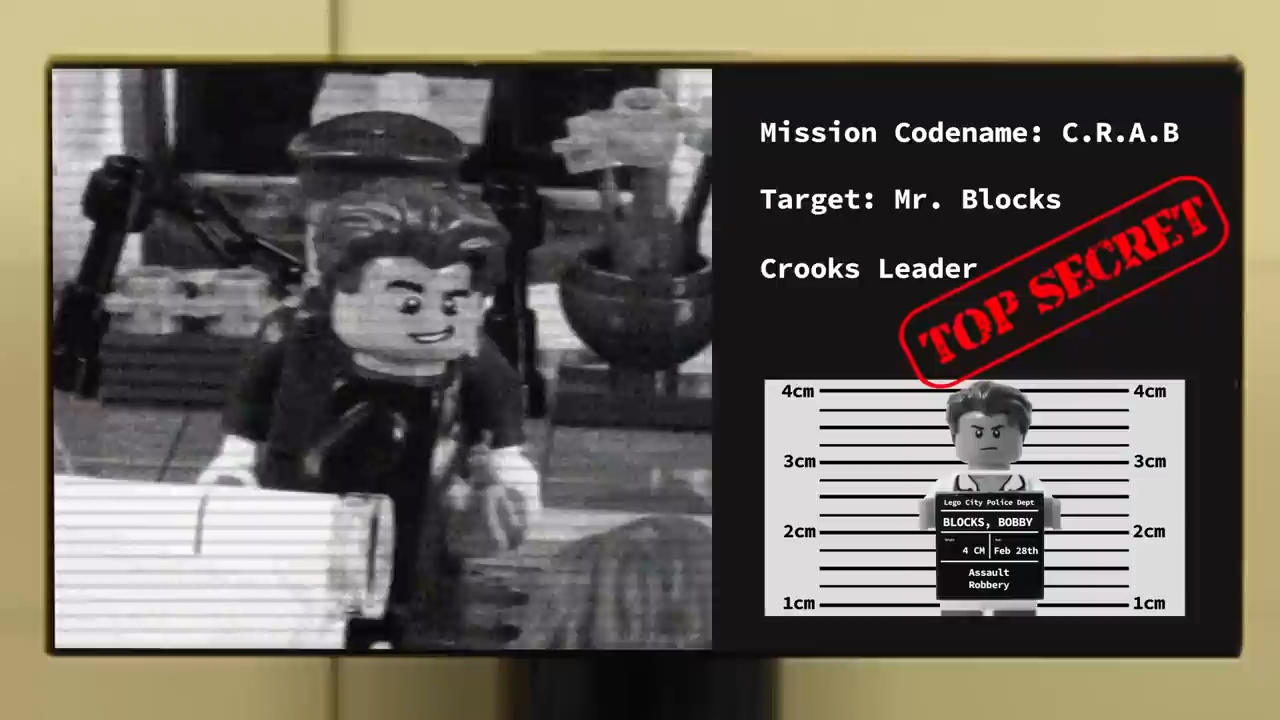 Mission Codename: C.R.A.B
Target: Mr. Blocks
Crooks Leader
TOP SECRET
4cm 4cm
3cm 3cm
2cm 2cm
1cm 1cm
Lego City Police Dept
BLOCKS, BOBBY
4 CM Feb 28th
Assault
Robbery